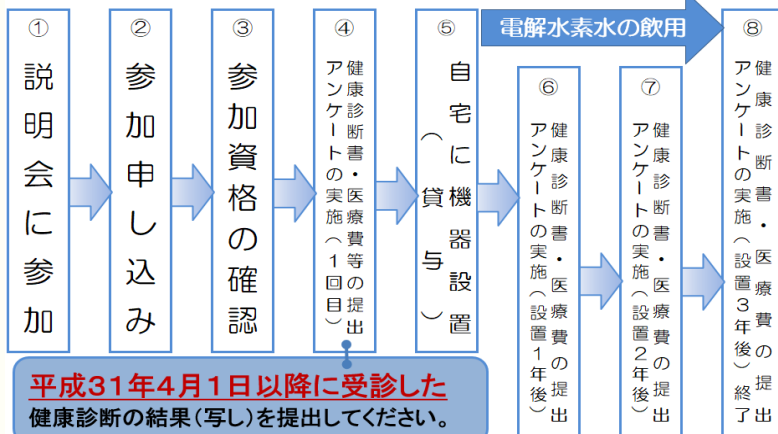 ①
説明会に参加
②
参加申し込み
③
参加資格の確認
④
健康診断書・医療費等の提出
アンケートの実施(1回目)
⑤
自宅に機器設置
(貸与)
電解水素水の飲用
⑥
健康診断書・医療費の提出
アンケートの実施(設置1年後)
⑦
健康診断書・医療費の提出
アンケートの実施(設置2年後)
⑧
健康診断書・医療費の提出
アンケートの実施(設置3年後)終了
平成31年4月1日以降に受診した
健康診断の結果(写し)を提出してください。